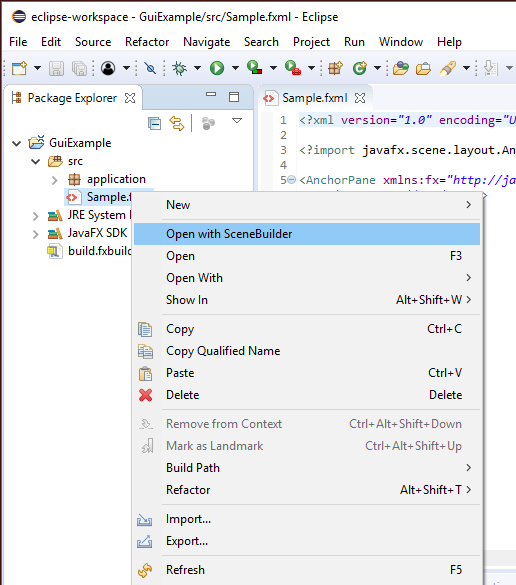 eclipse-workspace - GuiExample/src/Sample.fxml - Eclipse
File Edit Source Refactor Navigate Search Project Run Window Help
Package Explorer
Sample.fxml
GuiExample
src
application
Sample.f
JRE System
JavaFX SDK
build.fxbuil
1 <?xml version="1.0" encoding="U
2
3 <?import javafx.scene.layout.An
4
5 <AnchorPane xmlns:fx="http://ja
New
Open with SceneBuilder
Open F3
Open With
Show In Alt+Shift+W
Copy Ctrl+C
Copy Qualified Name
Paste Ctrl+V
Delete Delete
Remove from Context Ctrl+Alt+Shift+Down
Mark as Landmark Ctrl+Alt+Shift+Up
Build Path
Refactor Alt+Shift+T
Import...
Export...
Refresh F5